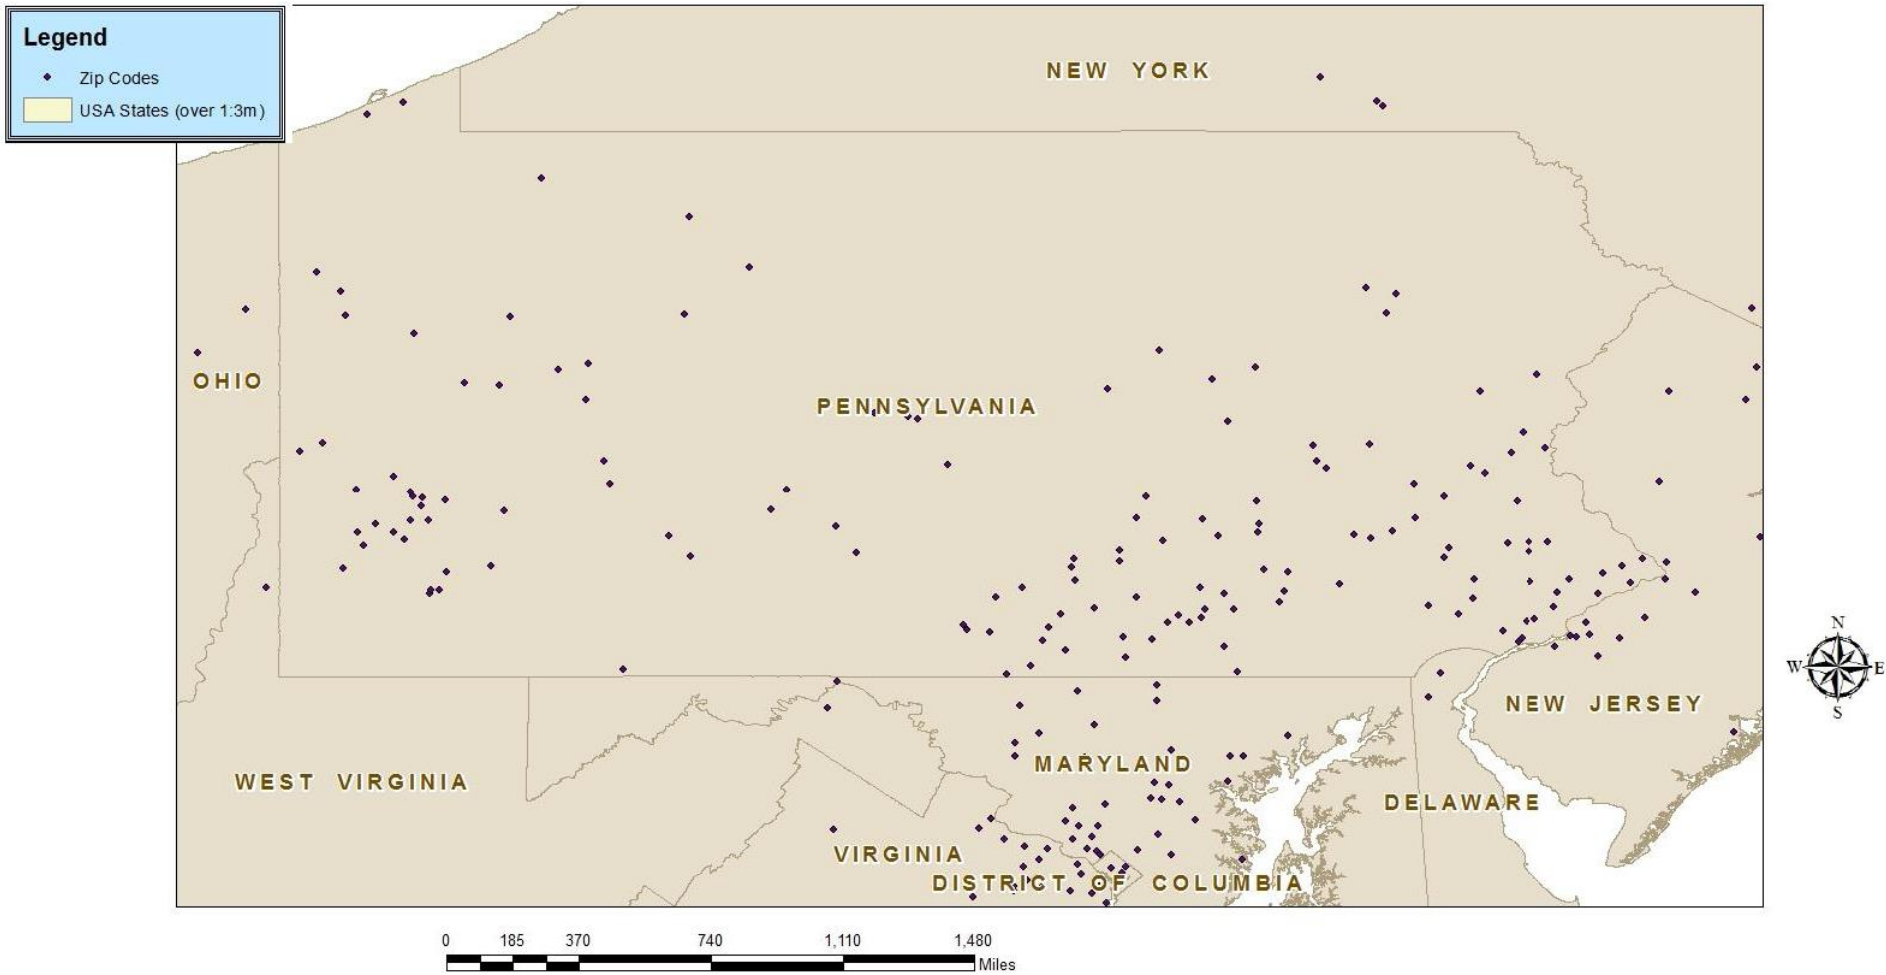 Legend
Zip Codes
USA States (over 1:3m)
NEW YORK
OHIO
PENNSYLVANIA
N
W E
S
NEW JERSEY
MARYLAND
WEST VIRGINIA
DELAWARE
VIRGINIA
DISTRICT OF COLUMBIA
0 185 370 740 1,110 1,480
Miles